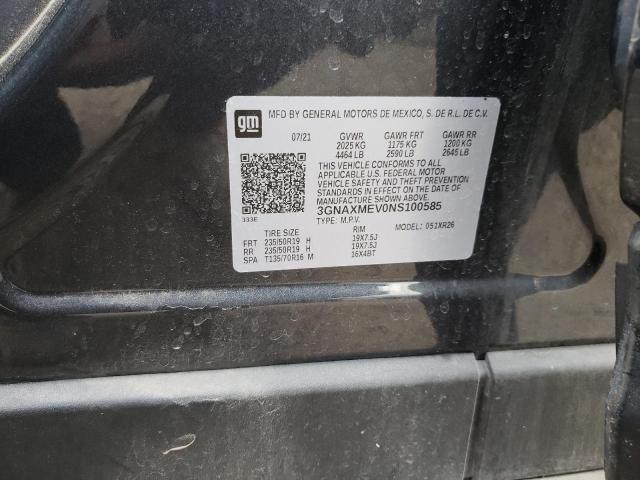 MFD BY GENERAL MOTORS DE MEXICO, S. DE R.L. DE C.V.
gm
07/21 GVWR GAWR FRT GAWR RR
2025 KG 1175 KG 1200 KG
4464 LB 2590 LB 2645 LB
THIS VEHICLE CONFORMS TO ALL
APPLICABLE U.S. FEDERAL MOTOR
VEHICLE SAFETY AND THEFT PREVENTION
STANDARDS IN EFFECT ON THE DATE OF
MANUFACTURE SHOWN ABOVE.
3GNAXMEV0NS100585
333E TYPE: M.P.V.
TIRE SIZE RIM MODEL: 051XR26
FRT 235/50R19 H 19X7.5J
RR 235/50R19 H 19X7.5J
SPA T135/70R16 M 16X4BT